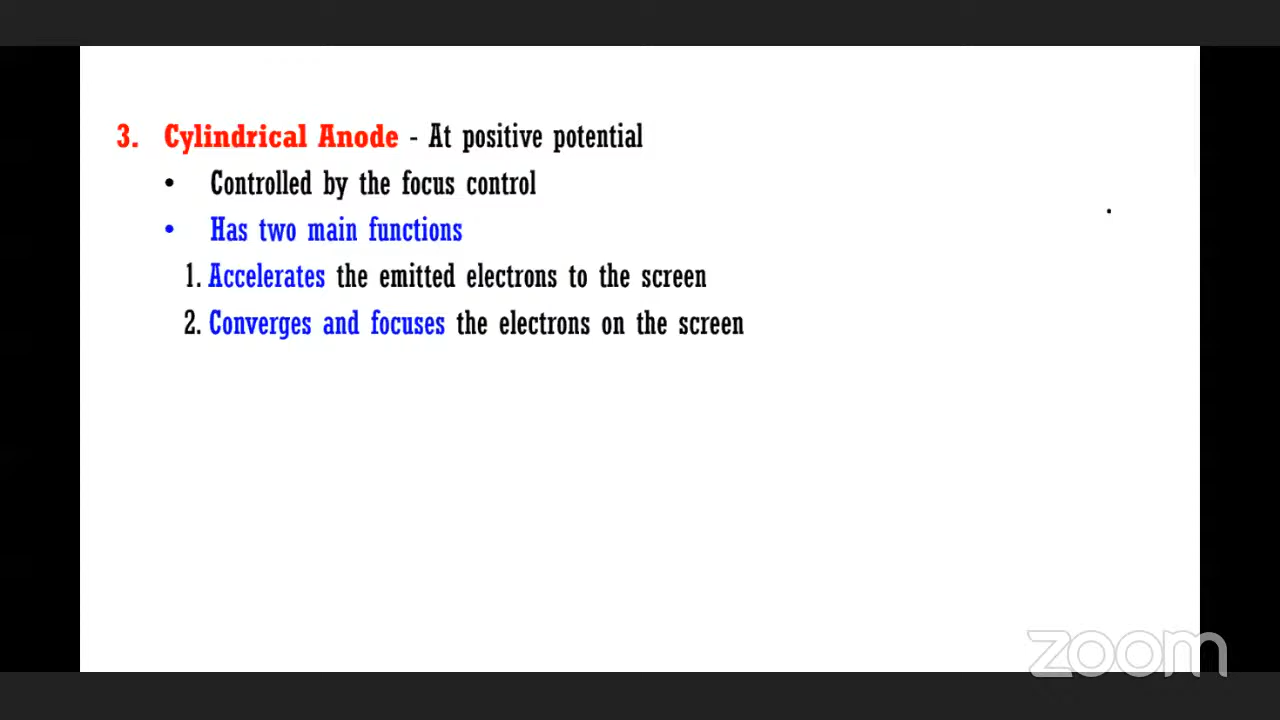 3. Cylindrical Anode - At positive potential
• Controlled by the focus control
• Has two main functions
1. Accelerates the emitted electrons to the screen
2. Converges and focuses the electrons on the screen
zoom